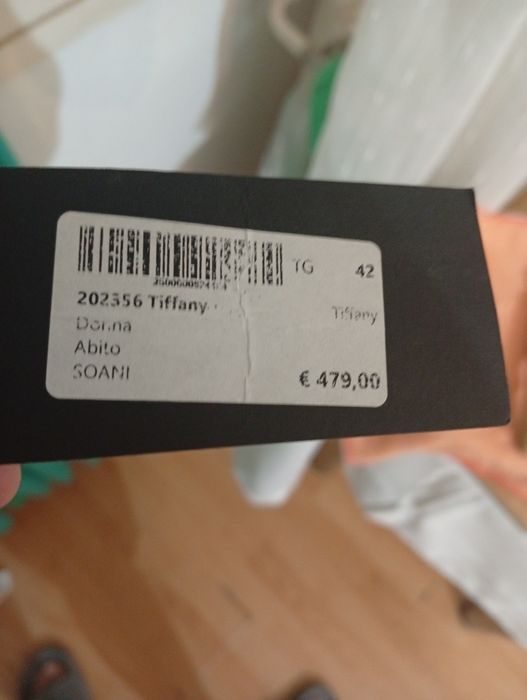 TG 42
202356 Tiffany
Tiffany
Donna
Abito
SOANI
€ 479,00